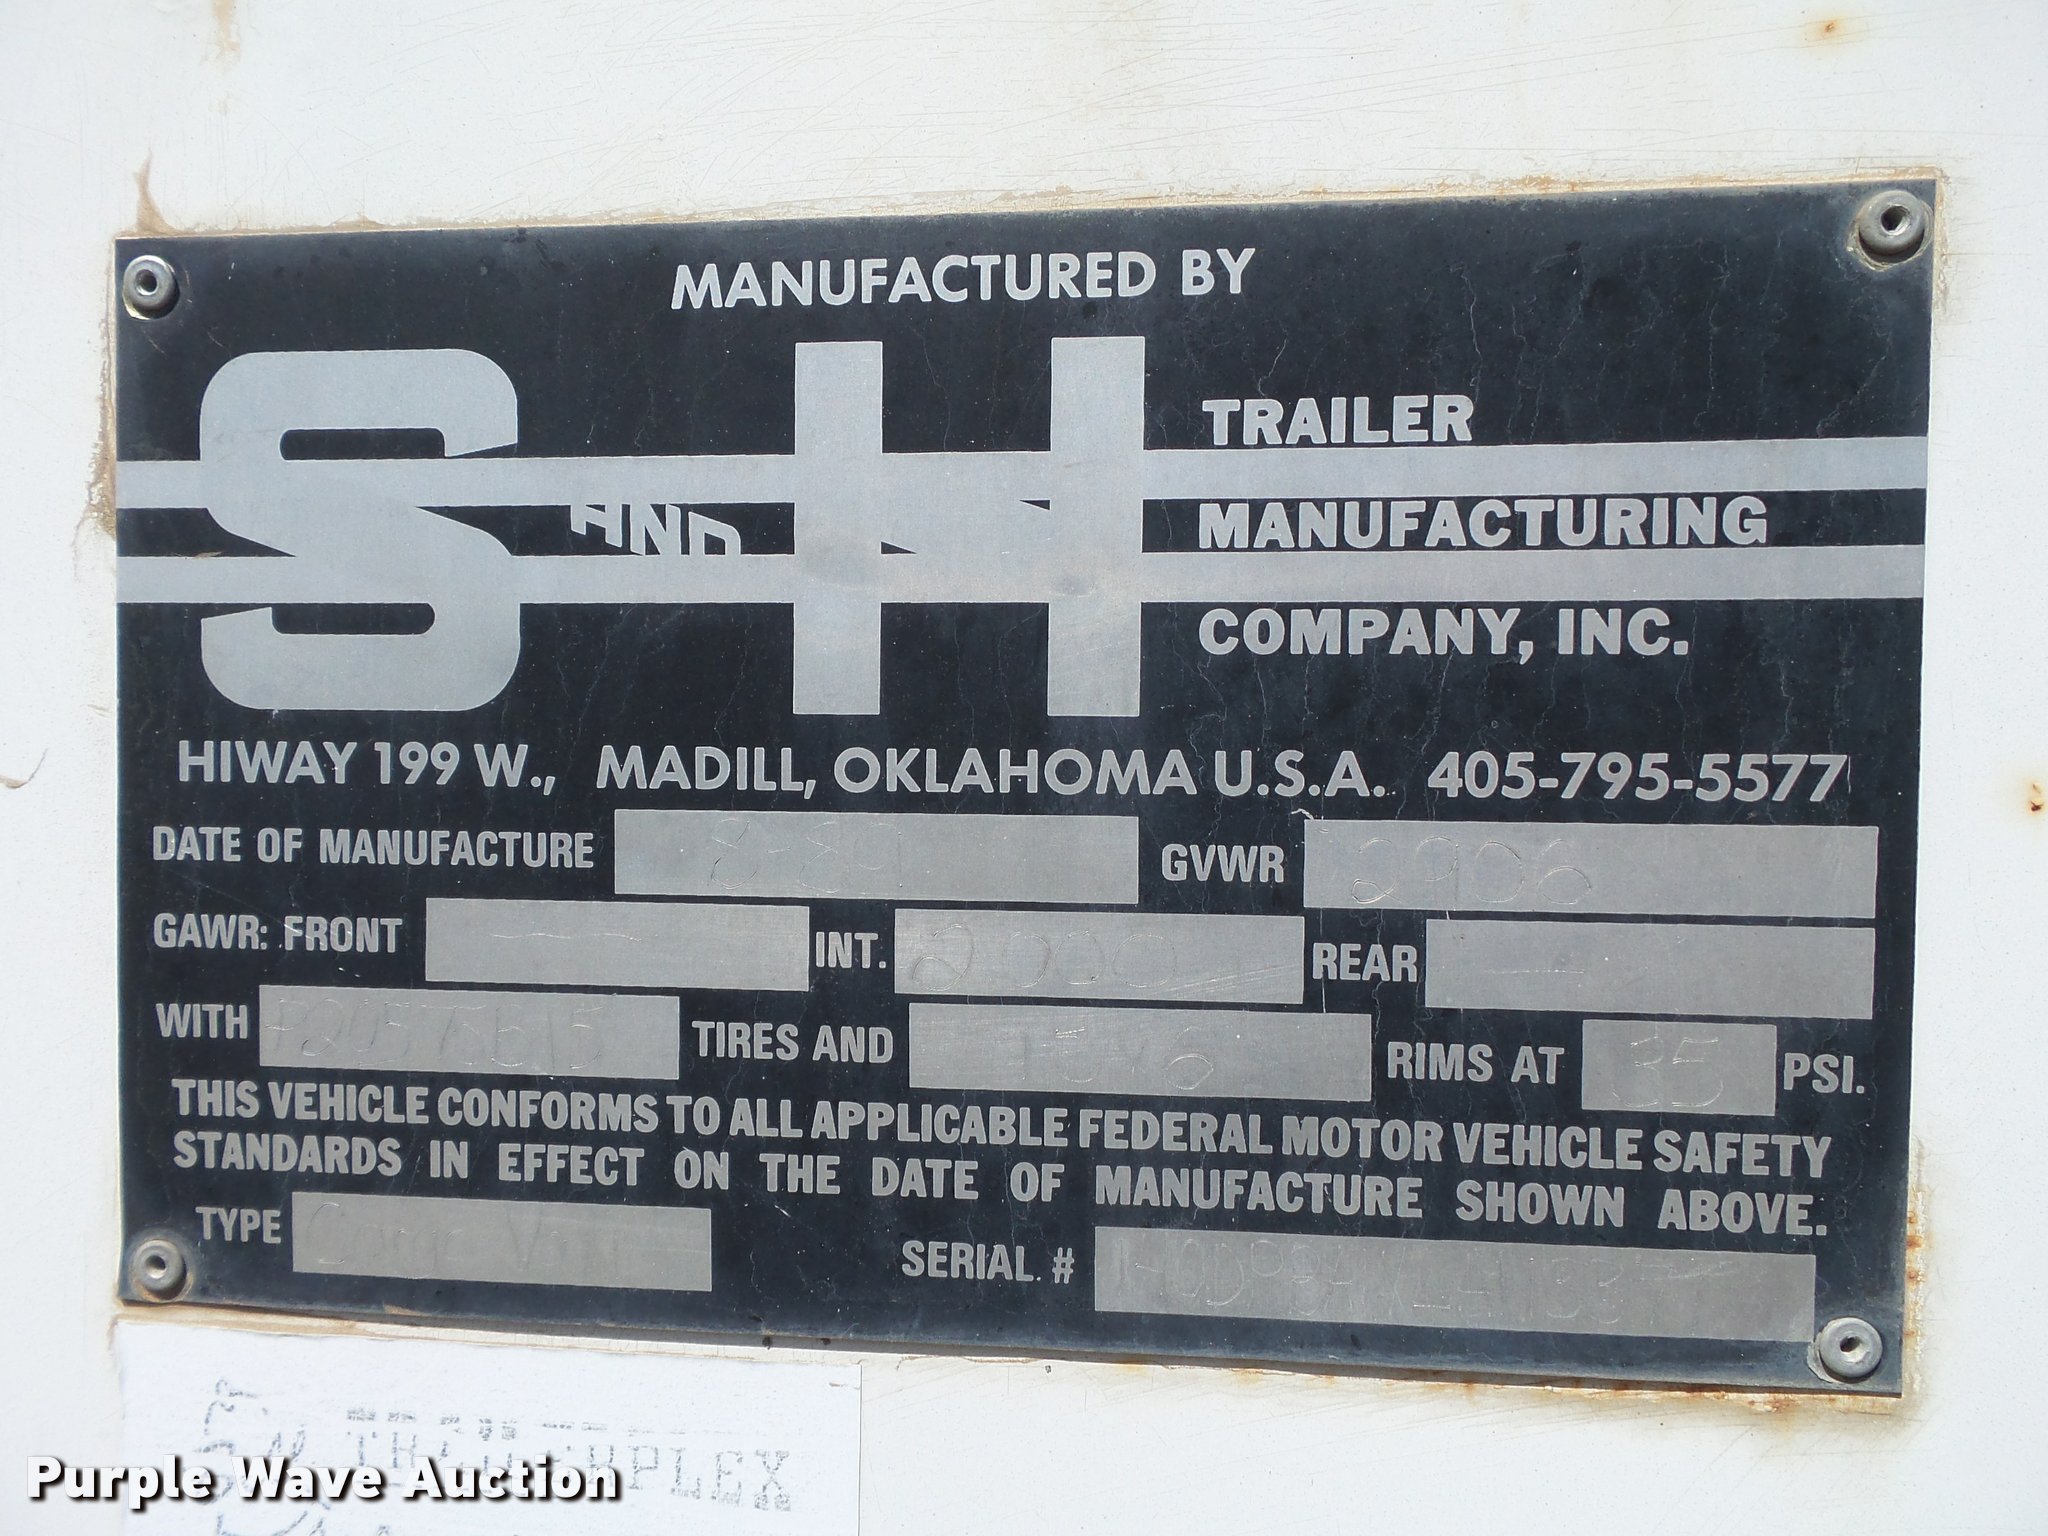 MANUFACTURED BY
S AND H
TRAILER
MANUFACTURING
COMPANY, INC.
HIWAY 199 W., MADILL, OKLAHOMA U.S.A. 405-795-5577
DATE OF MANUFACTURE GVWR 2906
GAWR: FRONT — INT. 2000 REAR —
WITH TIRES AND RIMS AT 35 PSI.
THIS VEHICLE CONFORMS TO ALL APPLICABLE FEDERAL MOTOR VEHICLE SAFETY
STANDARDS IN EFFECT ON THE DATE OF MANUFACTURE SHOWN ABOVE.
TYPE
SERIAL #
Purple Wave Auction